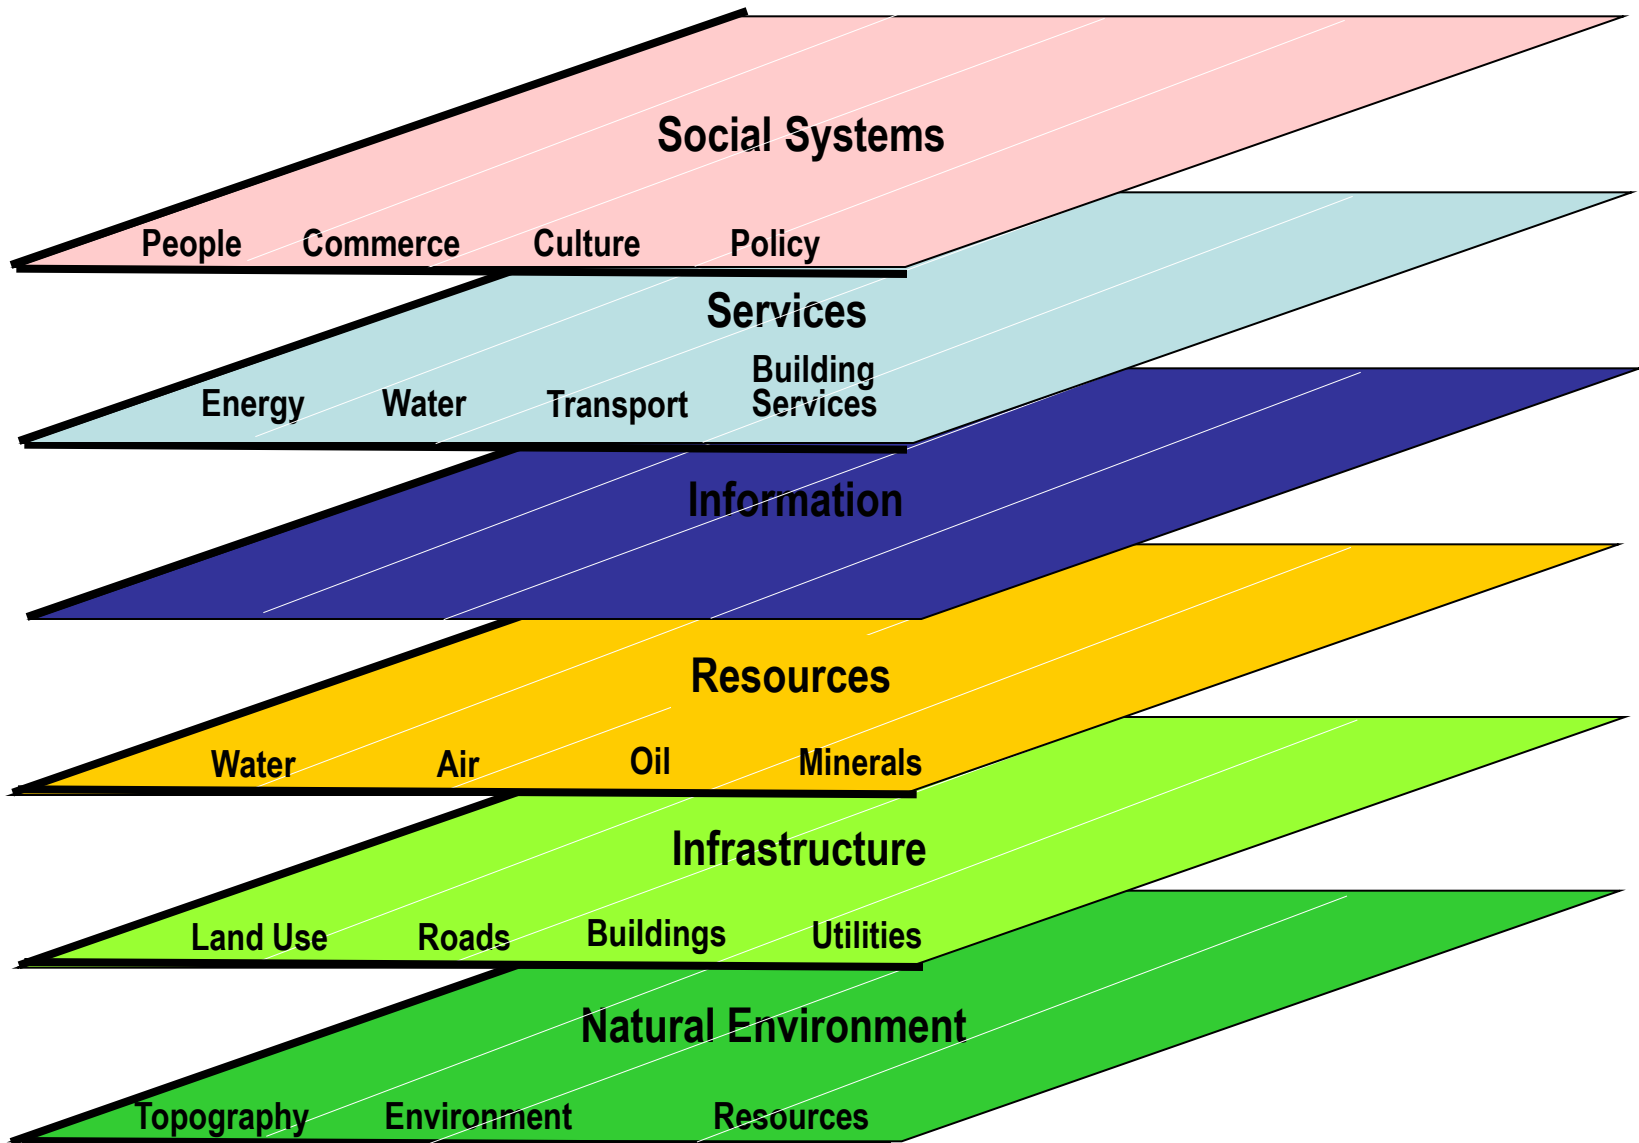 Social Systems
People Commerce Culture Policy
Services
Building
Energy Water Transport Services
Information
Resources
Water Air Oil Minerals
Infrastructure
Land Use Roads Buildings Utilities
Natural Environment
Topography Environment Resources